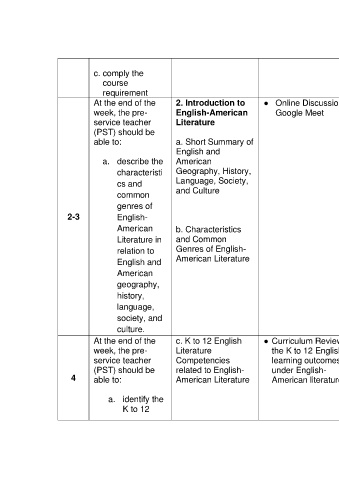 c. comply the
course
requirement
2-3
At the end of the
week, the pre-
service teacher
(PST) should be
able to:
a. describe the
characteristi
cs and
common
genres of
English-
American
Literature in
relation to
English and
American
geography,
history,
language,
society, and
culture.
2. Introduction to
English-American
Literature
a. Short Summary of
English and
American
Geography, History,
Language, Society,
and Culture
b. Characteristics
and Common
Genres of English-
American Literature
● Online Discussio
Google Meet
4
At the end of the
week, the pre-
service teacher
(PST) should be
able to:
a. identify the
K to 12
c. K to 12 English
Literature
Competencies
related to English-
American Literature
● Curriculum Review
the K to 12 English
learning outcomes
under English-
American literature